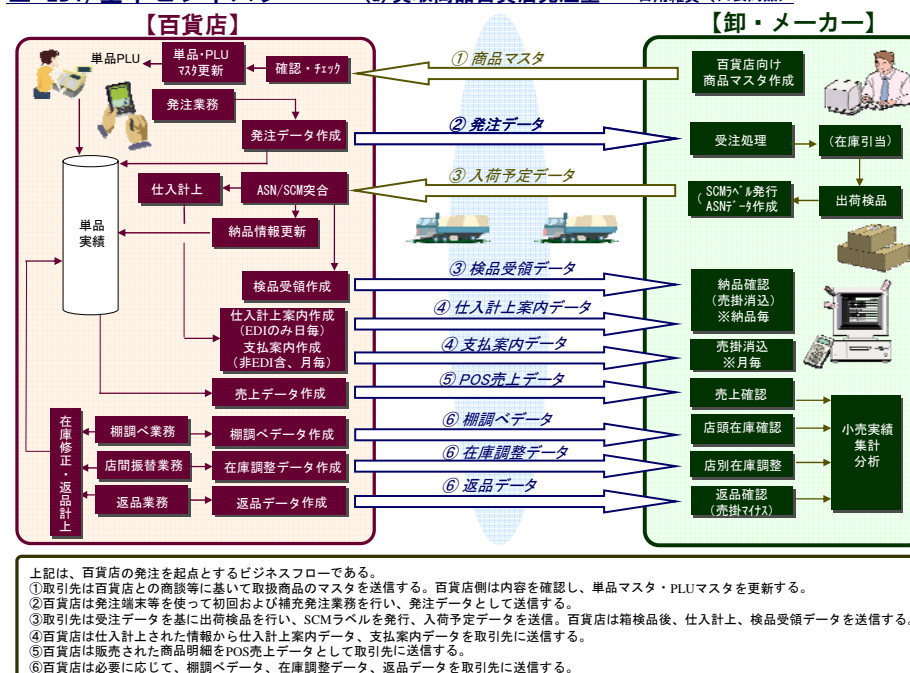 【百貨店】
【卸・メーカー】
単品PLU
単品・PLU
ﾏｽﾀ更新
確認・ﾁｪｯｸ
① 商品マスタ
百貨店向け
商品マスタ作成
発注業務
発注データ作成
② 発注データ
受注処理
(在庫引当)
仕入計上
ASN/SCM突合
③ 入荷予定データ
SCMﾗﾍﾞﾙ発行
ASNﾃﾞｰﾀ作成
出荷検品
単品
実績
納品情報更新
検品受領作成
③ 検品受領データ
納品確認
(売掛消込)
※納品毎
仕入計上案内作成
(EDIのみ日毎)
支払案内作成
(非EDI含、月毎)
④ 仕入計上案内データ
④ 支払案内データ
売掛消込
※月毎
売上データ作成
⑤ POS売上データ
売上確認
在庫修正・返品計上
棚調べ業務
棚調べデータ作成
⑥ 棚調べデータ
店頭在庫確認
小売実績
集計
分析
店間振替業務
在庫調整データ作成
⑥ 在庫調整データ
店別在庫調整
返品業務
返品データ作成
⑥ 返品データ
返品確認
(売掛ﾏｲﾅｽ)
上記は、百貨店の発注を起点とするビジネスフローである。
①取引先は百貨店との商談等に基いて取扱商品のマスタを送信する。百貨店側は内容を確認し、単品マスタ・PLUマスタを更新する。
②百貨店は発注端末等を使って初回および補充発注業務を行い、発注データとして送信する。
③取引先は受注データを基に出荷検品を行い、SCMラベルを発行、入荷予定データを送信。百貨店は箱検品後、仕入計上、検品受領データを送信する。
④百貨店は仕入計上された情報から仕入計上案内データ、支払案内データを取引先に送信する。
⑤百貨店は販売された商品明細をPOS売上データとして取引先に送信する。
⑥百貨店は必要に応じて、棚調べデータ、在庫調整データ、返品データを取引先に送信する。